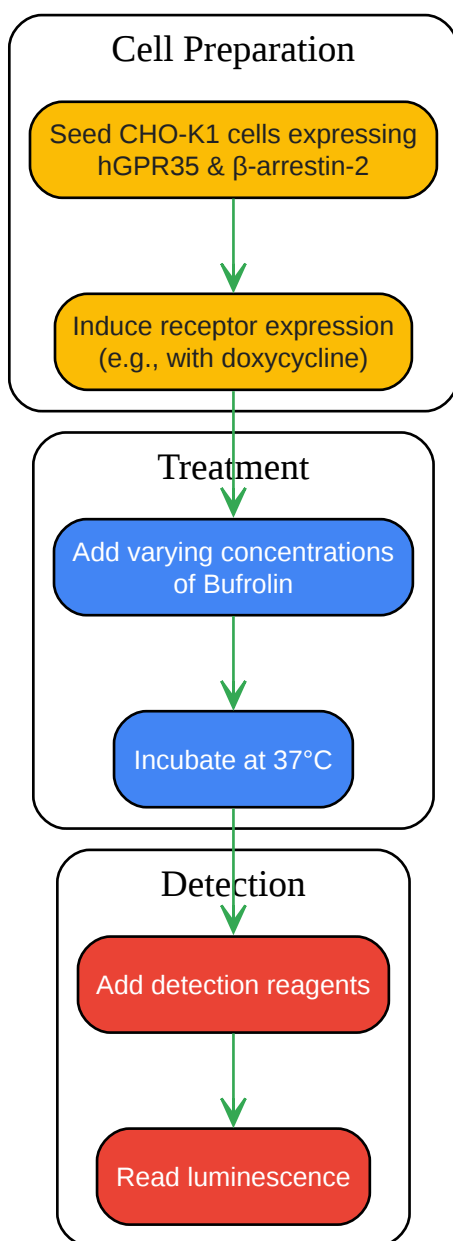 Cell Preparation
Seed CHO-K1 cells expressing
hGPR35 & β-arrestin-2
Induce receptor expression
(e.g., with doxycycline)
Treatment
Add varying concentrations
of Bufrolin
Incubate at 37°C
Detection
Add detection reagents
Read luminescence